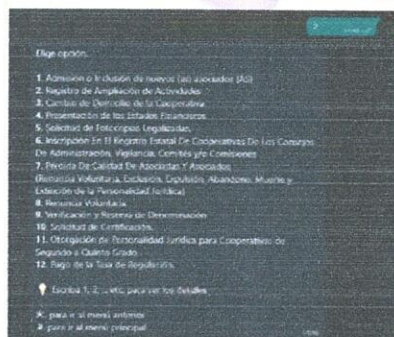 2
Elige opción.
1. Admisión o Inclusión de nuevos (as) asociados (AS)
2. Registro de Ampliación de Actividades
3. Cambio de Domicilio de la Cooperativa
4. Presentación de los Estados Financieros
5. Solicitud de Fotocopias Legalizadas.
6. Inscripción En El Registro Estatal De Cooperativas De Los Consejos
De Administración, Vigilancia, Comités y/o Comisiones
7. Pérdida De Calidad De Asociadas Y Asociados
(Renuncia Voluntaria, Exclusión, Expulsión, Abandono, Muerte y
Extinción de la Personalidad Jurídica)
8. Renuncia Voluntaria
9. Verificación y Reserva de Denominación
10. Solicitud de Certificación.
11. Otorgación de Personalidad Jurídica para Cooperativas de
Segundo a Quinto Grado
12. Pago de la Tasa de Regulación.
Escriba 1, 2, ... etc. para ver los detalles
para ir al menú anterior
para ir al menú principal